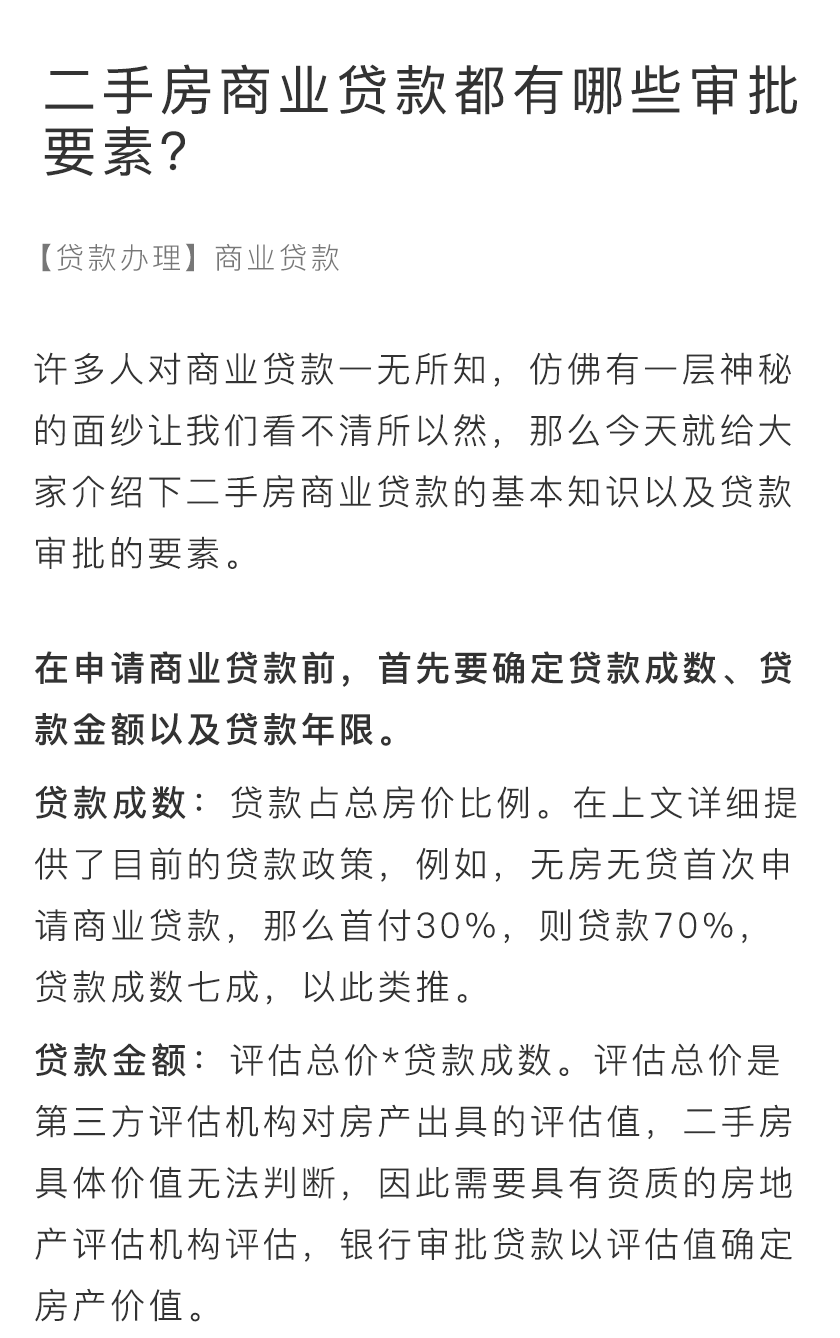 二手房商业贷款都有哪些审批
要素?
【贷款办理】商业贷款
许多人对商业贷款一无所知，仿佛有一层神秘
的面纱让我们看不清所以然，那么今天就给大
家介绍下二手房商业贷款的基本知识以及贷款
审批的要素。
在申请商业贷款前，首先要确定贷款成数、贷
款金额以及贷款年限。
贷款成数：贷款占总房价比例。在上文详细提
供了目前的贷款政策，例如，无房无贷首次申
请商业贷款，那么首付30%，则贷款70%，
贷款成数七成，以此类推。
贷款金额：评估总价*贷款成数。评估总价是
第三方评估机构对房产出具的评估值，二手房
具体价值无法判断，因此需要具有资质的房地
产评估机构评估，银行审批贷款以评估值确定
房产价值。